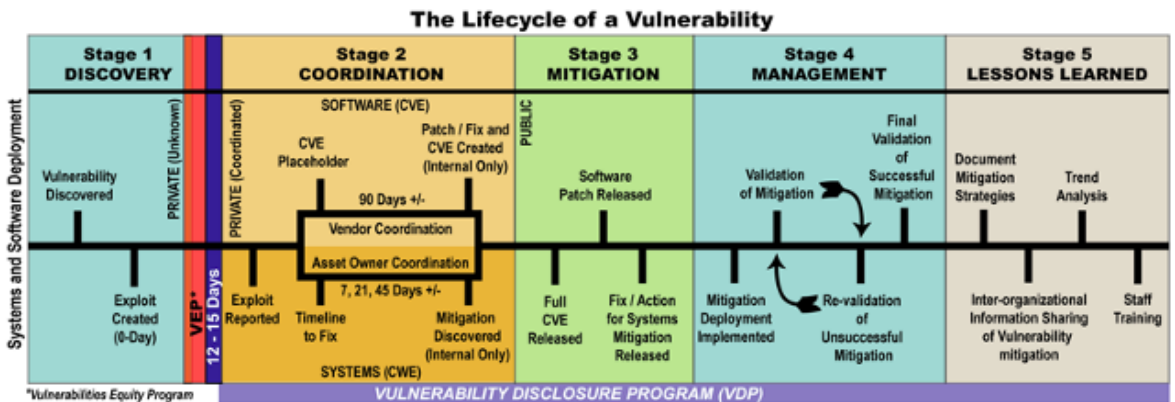 The Lifecycle of a Vulnerability
Systems and Software Deployment
Stage 1
DISCOVERY
Vulnerability
Discovered
Exploit
Created
(0-Day)
PRIVATE (Unknown)
VEP*
12 - 15 Days
Stage 2
COORDINATION
PRIVATE (Coordinated)
SOFTWARE (CVE)
CVE
Placeholder
Patch / Fix and
CVE Created
(Internal Only)
90 Days +/-
Vendor Coordination
Asset Owner Coordination
7, 21, 45 Days +/-
Exploit
Reported
Timeline
to Fix
Mitigation
Discovered
(Internal Only)
SYSTEMS (CWE)
Stage 3
MITIGATION
PUBLIC
Software
Patch Released
Full
CVE
Released
Fix / Action
for Systems
Mitigation
Released
Stage 4
MANAGEMENT
Validation
of Mitigation
Final
Validation
of
Successful
Mitigation
Mitigation
Deployment
Implemented
Re-validation
of
Unsuccessful
Mitigation
Stage 5
LESSONS LEARNED
Document
Mitigation
Strategies
Trend
Analysis
Inter-organizational
Information Sharing
of Vulnerability
mitigation
Staff
Training
*Vulnerabilities Equity Program
VULNERABILITY DISCLOSURE PROGRAM (VDP)